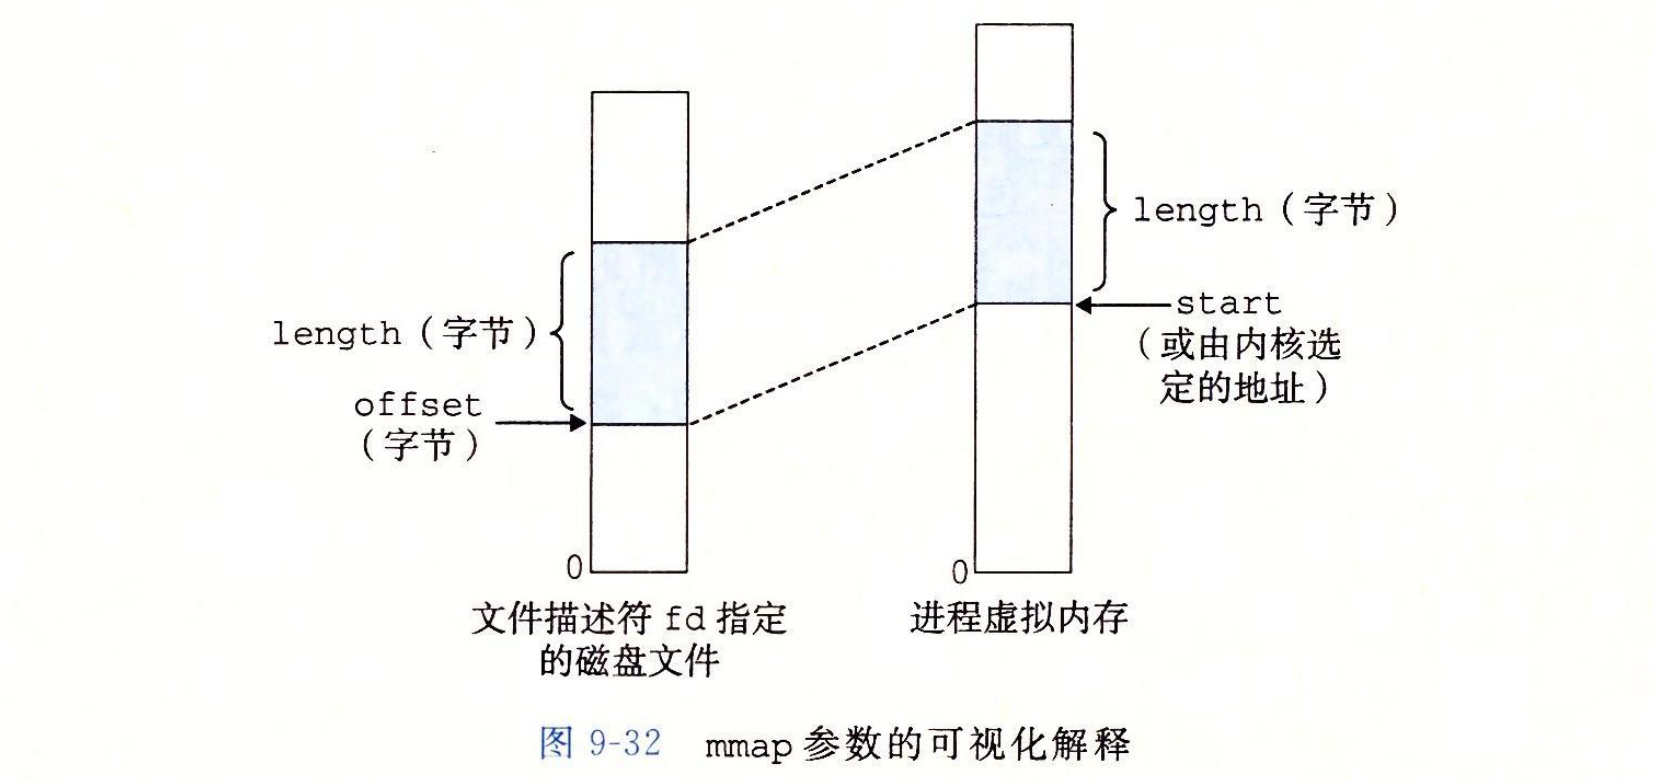 length（字节）
length（字节）
start
（或由内核选
定的地址）
offset
（字节）
0
0
文件描述符 fd 指定
的磁盘文件
进程虚拟内存
图 9-32 mmap 参数的可视化解释